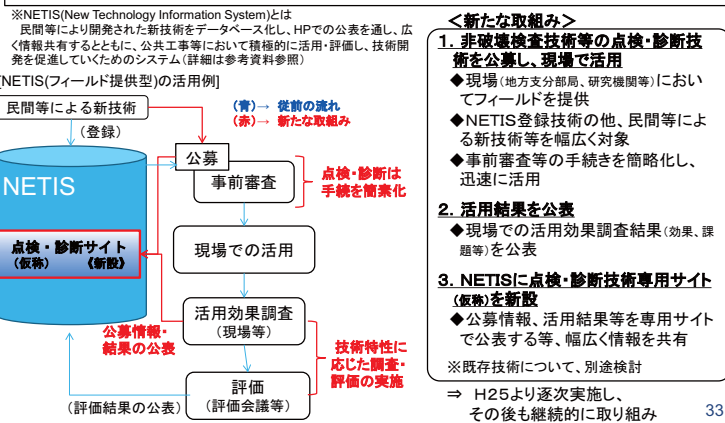 ※NETIS(New Technology Information System)とは
民間等により開発された新技術をデータベース化し、HPでの公表を通し、広
く情報共有するとともに、公共工事等において積極的に活用・評価し、技術開
発を促進していくためのシステム(詳細は参考資料参照)
[NETIS(フィールド提供型)の活用例]
民間等による新技術
(青)→ 従前の流れ
(赤)→ 新たな取組み
(登録)
公募
事前審査
点検・診断は
手続を簡素化
NETIS
点検・診断サイト
(仮称) 《新設》
現場での活用
活用効果調査
(現場等)
公募情報・
結果の公表
技術特性に
応じた調査・
評価の実施
評価
(評価会議等)
(評価結果の公表)
<新たな取組み>
1. 非破壊検査技術等の点検・診断技
術を公募し、現場で活用
◆現場(地方支分部局、研究機関等)におい
てフィールドを提供
◆NETIS登録技術の他、民間等によ
る新技術等を幅広く対象
◆事前審査等の手続きを簡略化し、
迅速に活用
2. 活用結果を公表
◆現場での活用効果調査結果(効果、課
題等)を公表
3. NETISに点検・診断技術専用サイト
(仮称)を新設
◆公募情報、活用結果等を専用サイト
で公表する等、幅広く情報を共有
※既存技術について、別途検討
⇒ H25より逐次実施し、
その後も継続的に取り組み
33